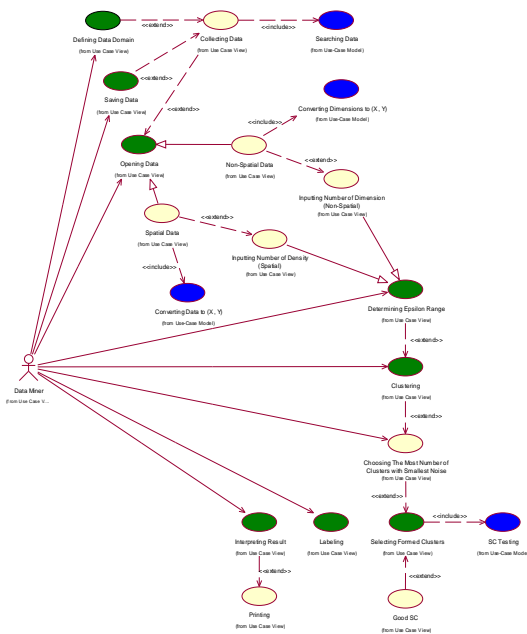 <<extend>>
<<include>>
Defining Data Domain
(from Use Case View)
Collecting Data
(from Use Case View)
Searching Data
(from Use-Case Model)
<<extend>>
Saving Data
(from Use Case View)
<<extend>>
Converting Dimensions to (X , Y)
(from Use-Case Model)
<<include>>
Opening Data
(from Use Case View)
Non-Spatial Data
(from Use Case View)
<<extend>>
Inputting Number of Dimension
(Non-Spatial)
(from Use Case View)
Spatial Data
(from Use Case View)
<<extend>>
Inputting Number of Density
(Spatial)
(from Use Case View)
<<include>>
Converting Data to (X , Y)
(from Use-Case Model)
Determining Epsilon Range
(from Use Case View)
<<extend>>
Data Miner
(from Use Case V...
Clustering
(from Use Case View)
<<extend>>
Choosing The Most Number of
Clusters with Smallest Noise
(from Use Case View)
<<extend>>
<<include>>
Interpreting Result
(from Use Case View)
Labeling
(from Use Case View)
Selecting Formed Clusters
(from Use Case View)
SC Testing
(from Use-Case Mode
<<extend>>
<<extend>>
Printing
(from Use Case View)
Good SC
(from Use Case View)